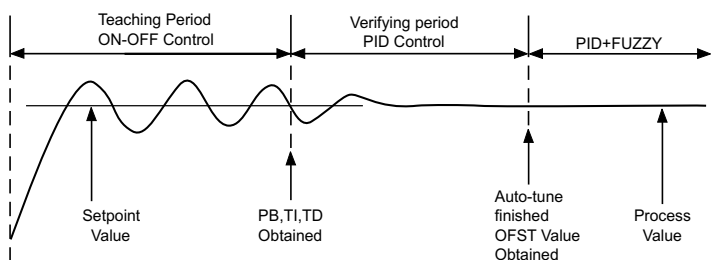 Teaching Period
ON-OFF Control
Verifying period
PID Control
PID+FUZZY
Setpoint
Value
PB,TI,TD
Obtained
Auto-tune
finished
OFST Value
Obtained
Process
Value